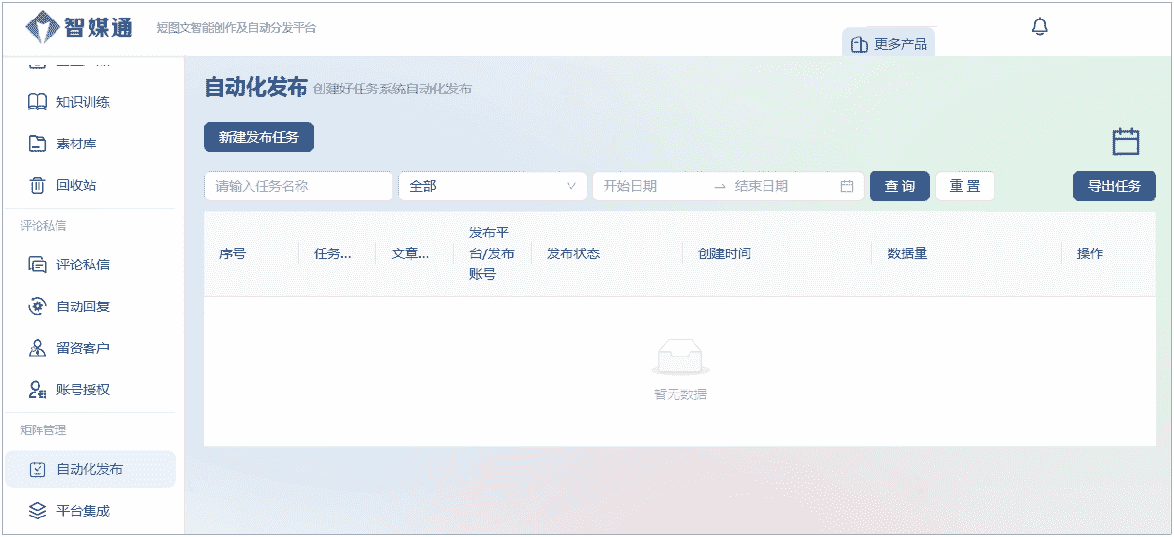 智媒通
短图文智能创作及自动分发平台
更多产品
知识训练
素材库
回收站
评论私信
评论私信
自动回复
留资客户
账号授权
矩阵管理
自动化发布
平台集成
自动化发布 创建好任务系统自动化发布
新建发布任务
请输入任务名称 全部 开始日期 → 结束日期 查询 重置 导出任务
序号 任务... 文章... 发布平台/发布账号 发布状态 创建时间 数据量 操作
暂无数据